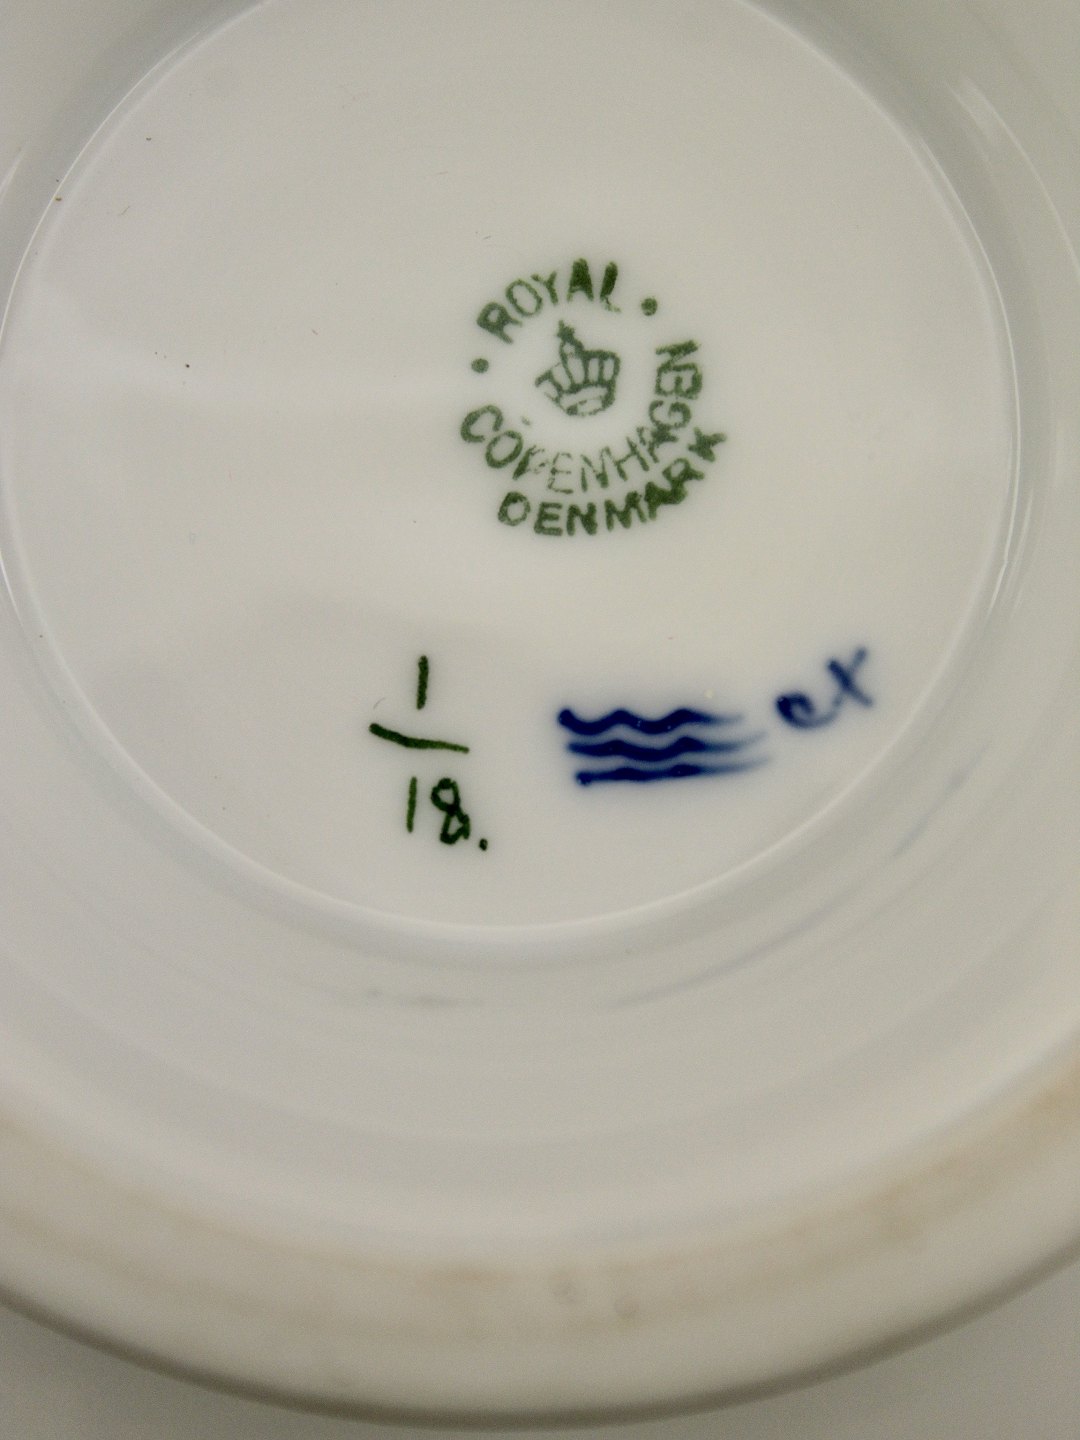 ROYAL
COPENHAGEN
DENMARK
1
18.